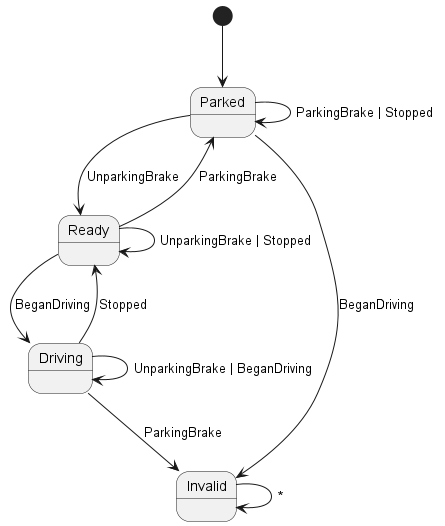 Parked
ParkingBrake | Stopped
UnparkingBrake
ParkingBrake
Ready
UnparkingBrake | Stopped
BeganDriving
Stopped
BeganDriving
Driving
UnparkingBrake | BeganDriving
ParkingBrake
Invalid
*